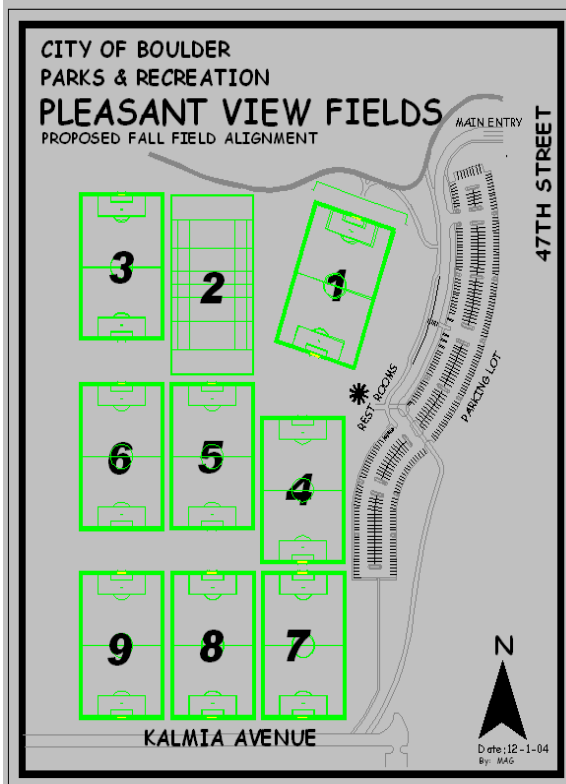 CITY OF BOULDER
PARKS & RECREATION
PLEASANT VIEW FIELDS
PROPOSED FALL FIELD ALIGNMENT
MAIN ENTRY
47TH STREET
3
2
1
REST ROOMS
PARKING LOT
6
5
4
9
8
7
N
KALMIA AVENUE
Date:12-1-04
By: MAG